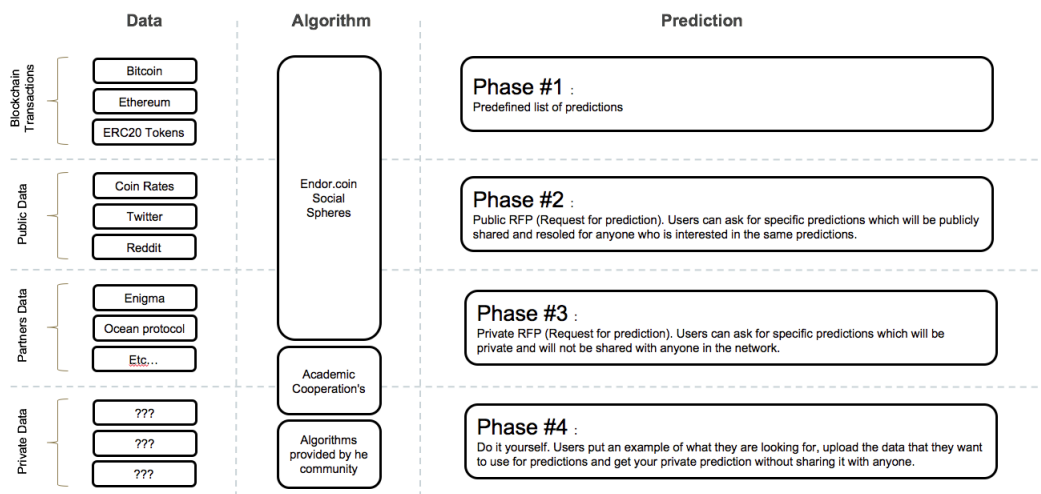 Data
Algorithm
Prediction
Blockchain
Transactions
Bitcoin
Ethereum
ERC20 Tokens
Public Data
Coin Rates
Twitter
Reddit
Partners Data
Enigma
Ocean protocol
Etc...
Private Data
???
???
???
Endor.coin
Social
Spheres
Academic
Cooperation's
Algorithms
provided by he
community
Phase #1 :
Predefined list of predictions
Phase #2 :
Public RFP (Request for prediction). Users can ask for specific predictions which will be publicly
shared and resoled for anyone who is interested in the same predictions.
Phase #3 :
Private RFP (Request for prediction). Users can ask for specific predictions which will be
private and will not be shared with anyone in the network.
Phase #4 :
Do it yourself. Users put an example of what they are looking for, upload the data that they want
to use for predictions and get your private prediction without sharing it with anyone.